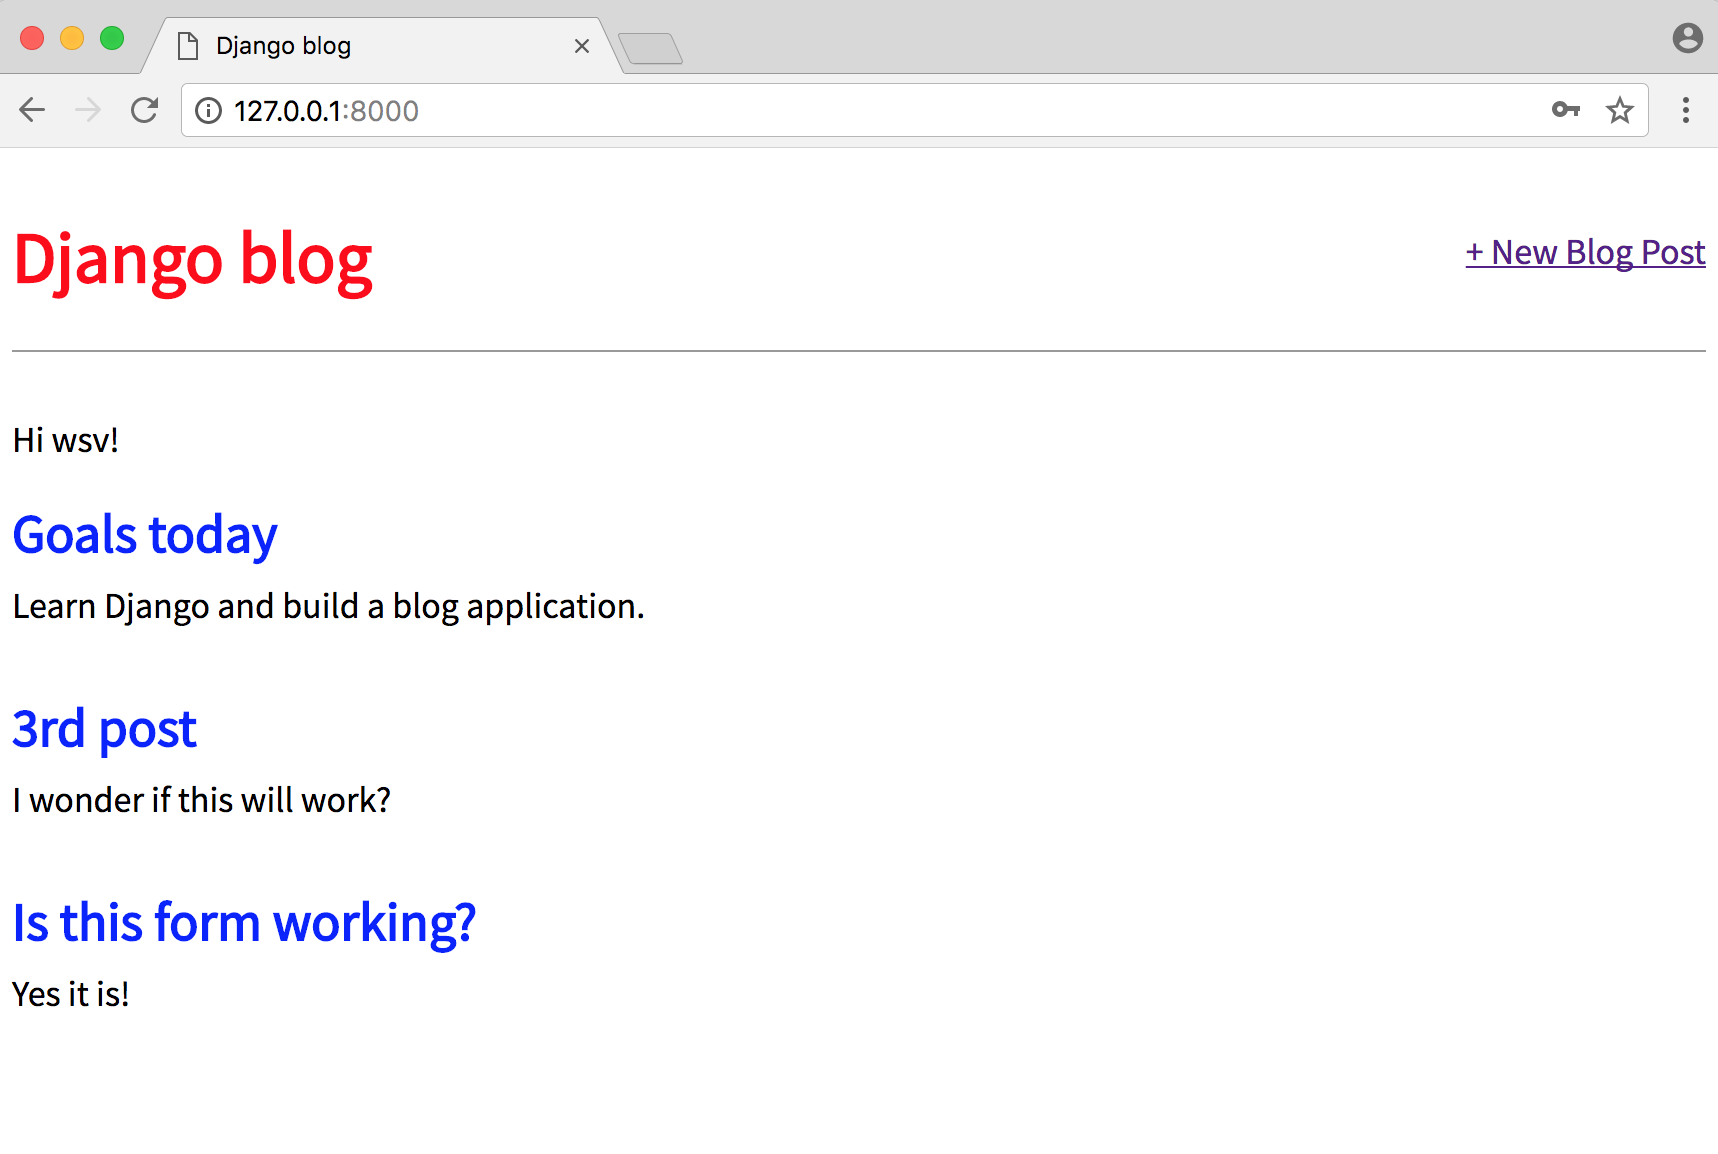 Django blog
127.0.0.1:8000
Django blog
+ New Blog Post
Hi wsv!
Goals today
Learn Django and build a blog application.
3rd post
I wonder if this will work?
Is this form working?
Yes it is!